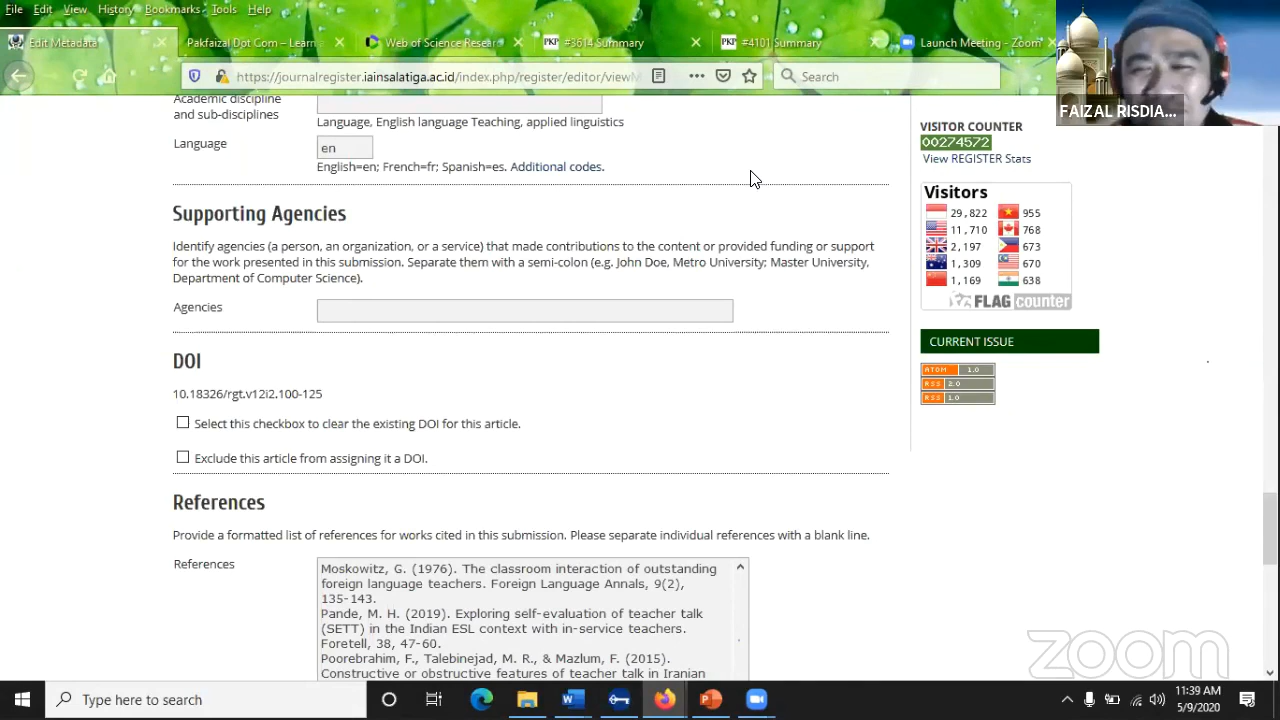 File Edit View History Bookmarks Tools Help
Edit Metadata
Pakfaizal Dot Com – Learn a
Web of Science Resear
PKP #3614 Summary
PKP #4101 Summary
Launch Meeting - Zoom
https://journalregister.iainsalatiga.ac.id/index.php/register/editor/viewM
Search
FAIZAL RISDIA...
Academic discipline
and sub-disciplines
Language, English language Teaching, applied linguistics
Language
en
English=en; French=fr; Spanish=es. Additional codes.
Supporting Agencies
Identify agencies (a person, an organization, or a service) that made contributions to the content or provided funding or support
for the work presented in this submission. Separate them with a semi-colon (e.g. John Doe, Metro University; Master University,
Department of Computer Science).
Agencies
DOI
10.18326/rgt.v12i2.100-125
Select this checkbox to clear the existing DOI for this article.
Exclude this article from assigning it a DOI.
References
Provide a formatted list of references for works cited in this submission. Please separate individual references with a blank line.
References
Moskowitz, G. (1976). The classroom interaction of outstanding
foreign language teachers. Foreign Language Annals, 9(2),
135-143.
Pande, M. H. (2019). Exploring self-evaluation of teacher talk
(SETT) in the Indian ESL context with in-service teachers.
Foretell, 38, 47-60.
Poorebrahim, F., Talebinejad, M. R., & Mazlum, F. (2015).
Constructive or obstructive features of teacher talk in Iranian
VISITOR COUNTER
00274572
View REGISTER Stats
Visitors
29,822 955
11,710 768
2,197 673
1,309 670
1,169 638
FLAG counter
CURRENT ISSUE
ATOM 1.0
RSS 2.0
RSS 1.0
zoom
Type here to search
11:39 AM
5/9/2020